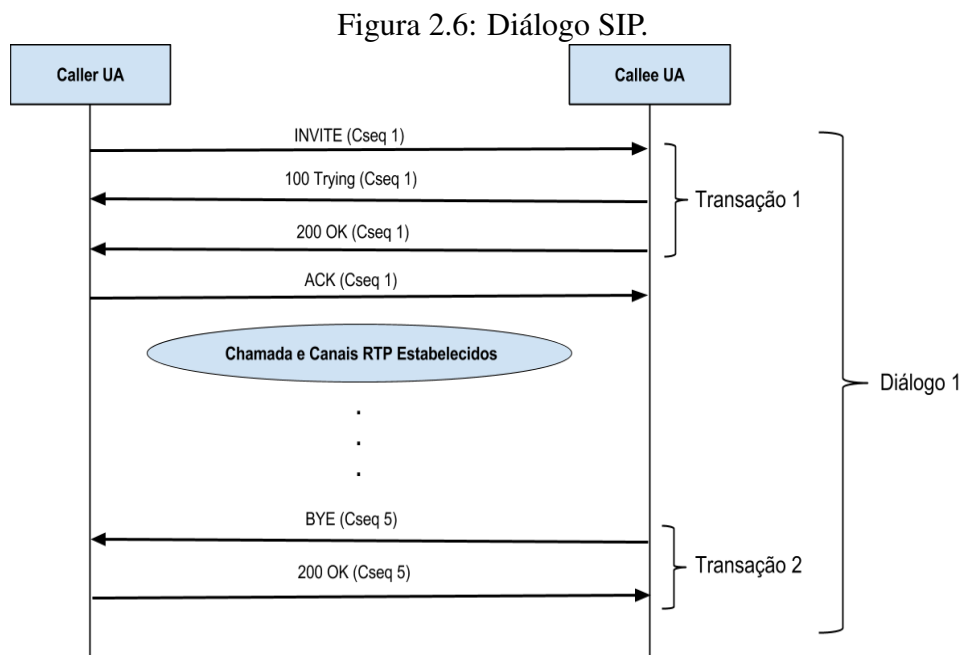 Figura 2.6: Diálogo SIP.
Caller UA
Callee UA
INVITE (Cseq 1)
100 Trying (Cseq 1)
Transação 1
200 OK (Cseq 1)
ACK (Cseq 1)
Chamada e Canais RTP Estabelecidos
Diálogo 1
.
.
.
BYE (Cseq 5)
Transação 2
200 OK (Cseq 5)